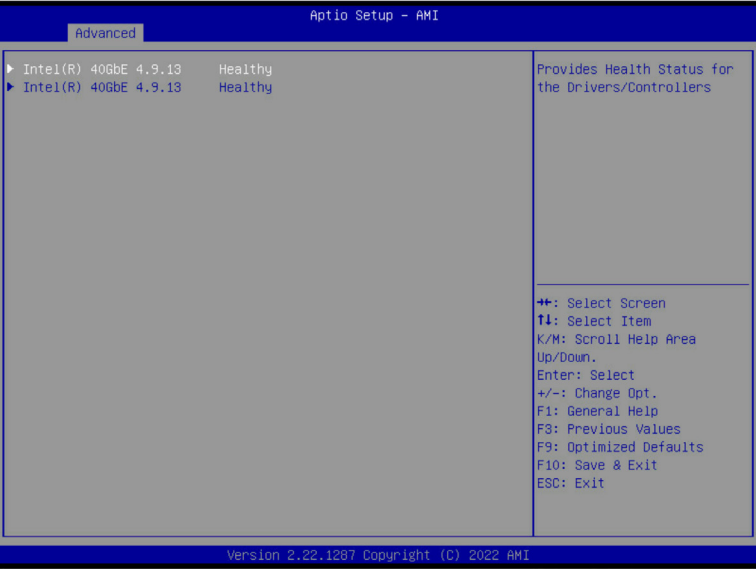 Aptio Setup – AMI
Advanced
Intel(R) 40GbE 4.9.13 Healthy
Intel(R) 40GbE 4.9.13 Healthy
Provides Health Status for
the Drivers/Controllers
→←: Select Screen
↑↓: Select Item
K/M: Scroll Help Area
Up/Down.
Enter: Select
+/-: Change Opt.
F1: General Help
F3: Previous Values
F9: Optimized Defaults
F10: Save & Exit
ESC: Exit
Version 2.22.1287 Copyright (C) 2022 AMI